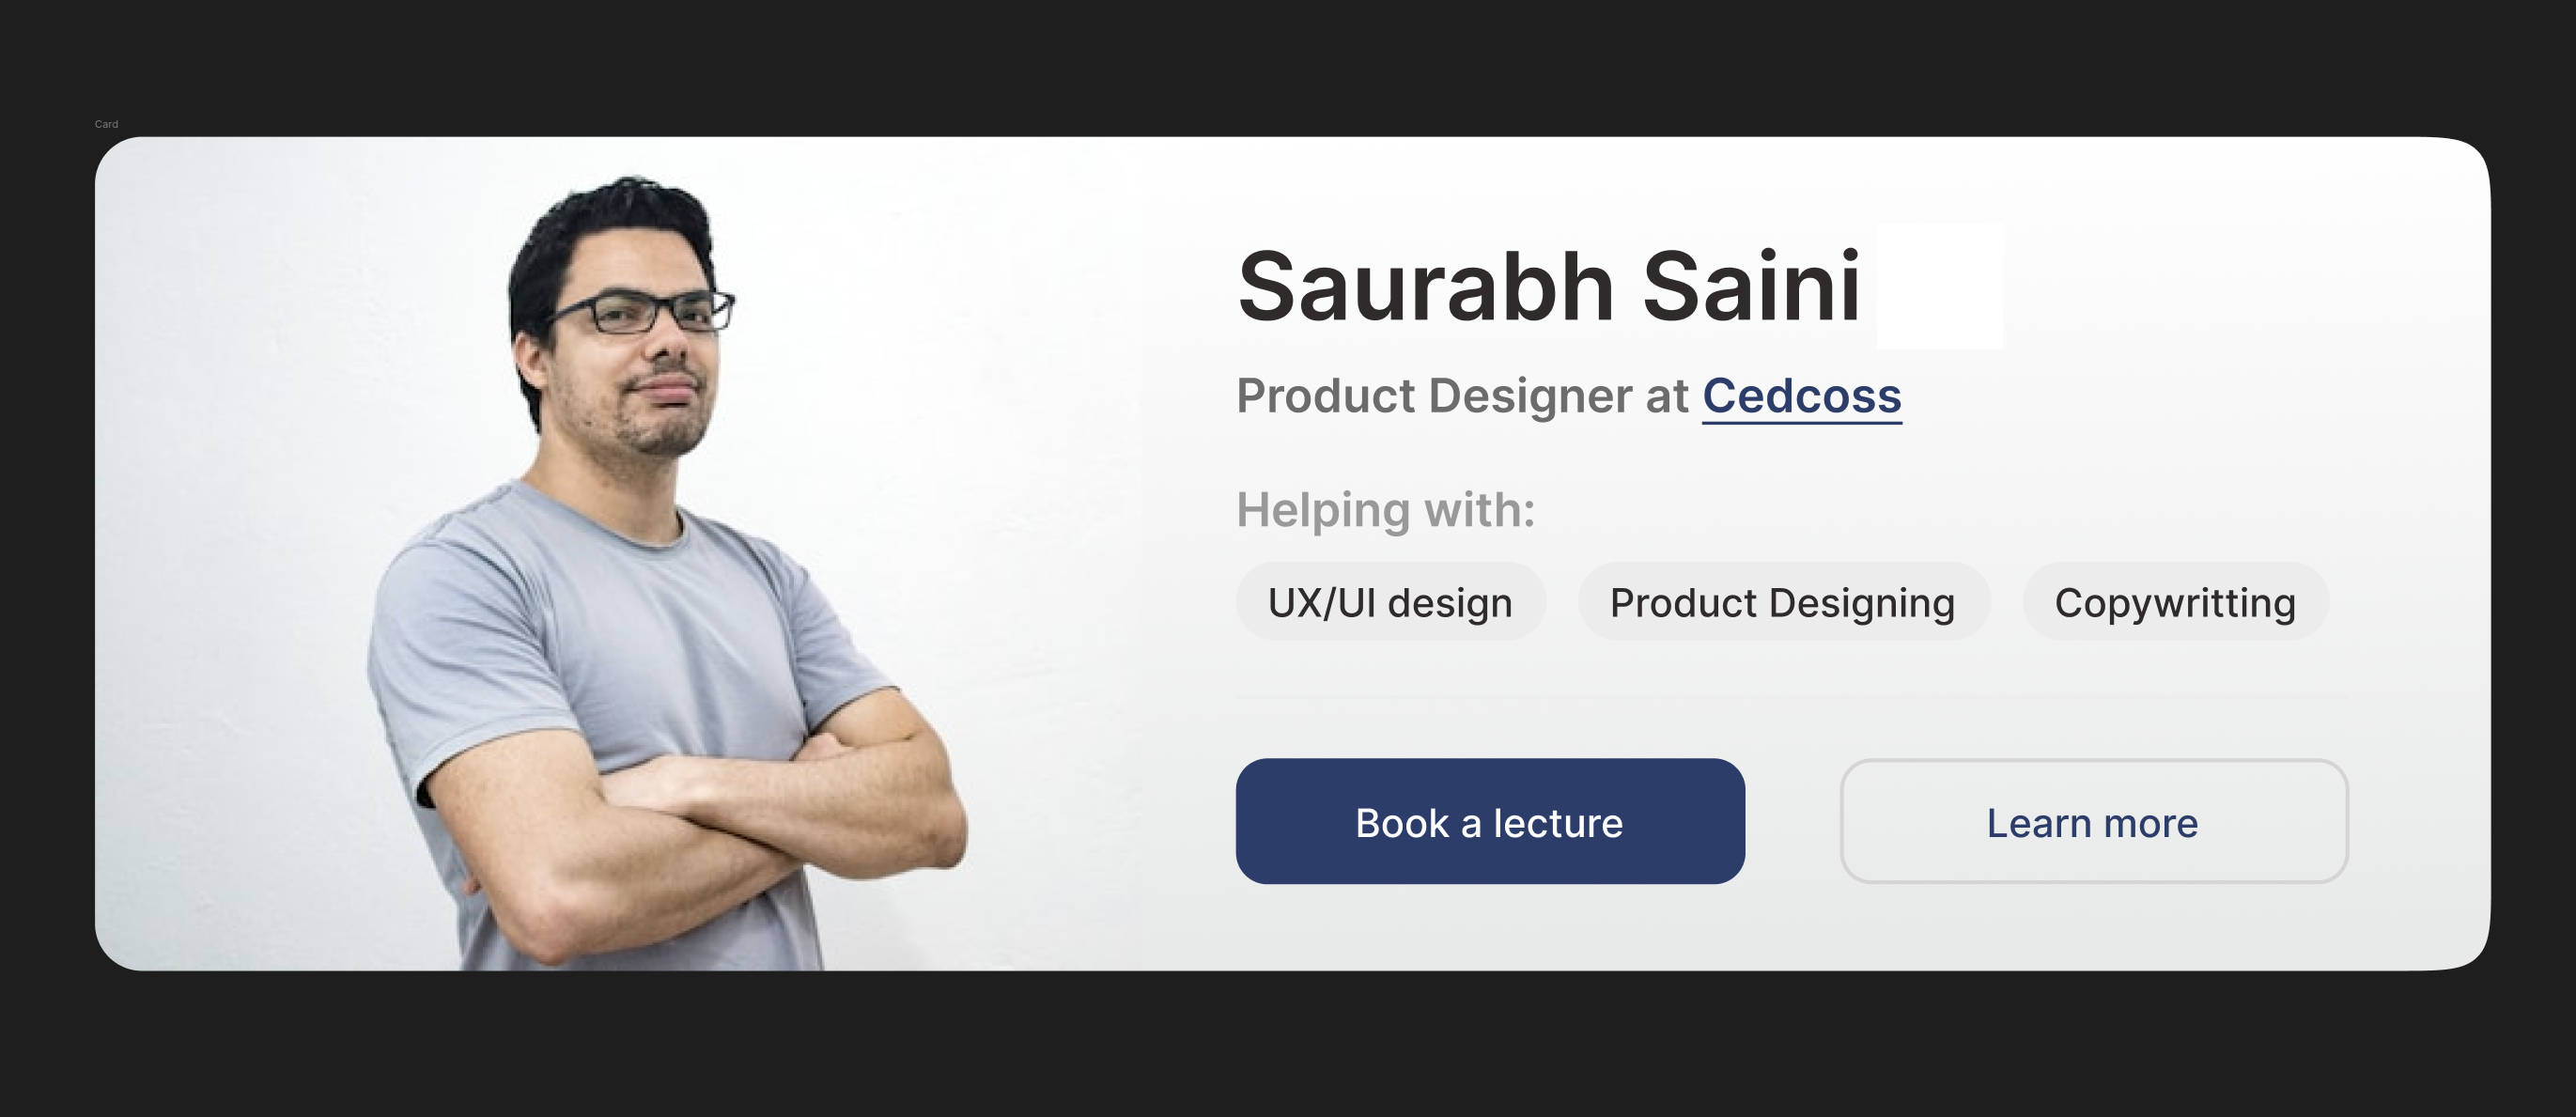 Card
Saurabh Saini
Product Designer at Cedcoss
Helping with:
UX/UI design Product Designing Copywritting
Book a lecture Learn more